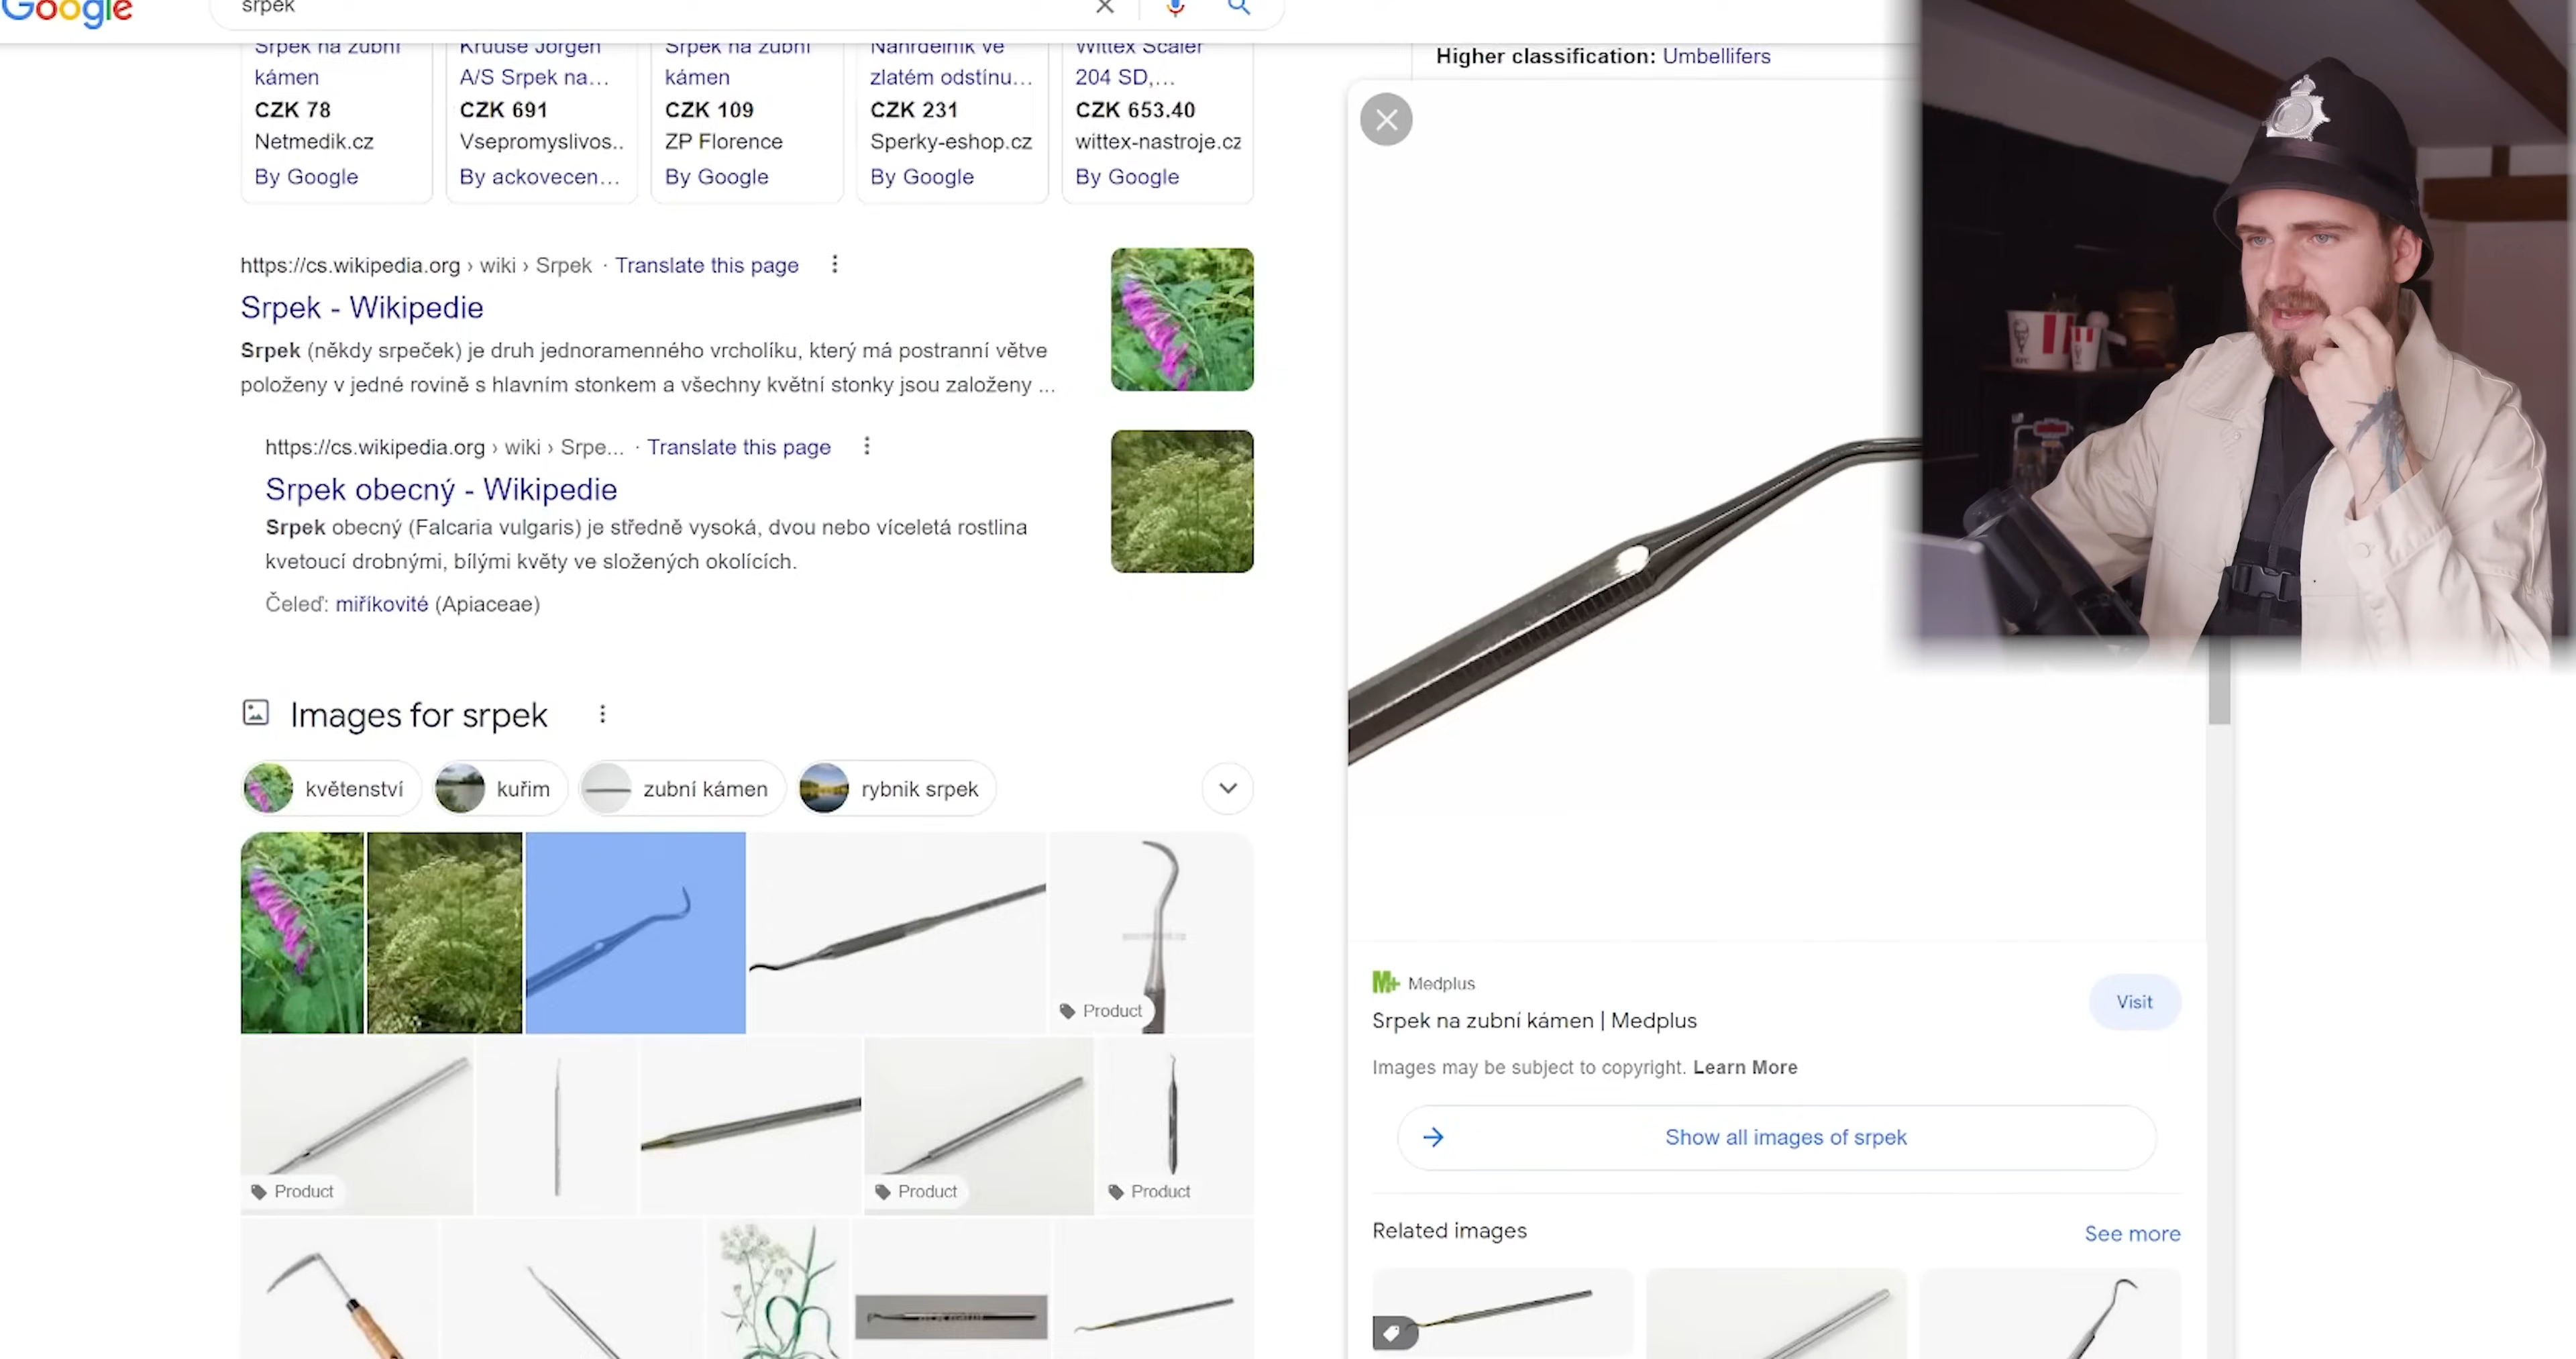 Google
srpek
Srpek na zubní
kámen
CZK 78
Netmedik.cz
By Google
Kruuse Jorgen
A/S Srpek na...
CZK 691
Vsepromyslivos..
By ackovecen...
Srpek na zubní
kámen
CZK 109
ZP Florence
By Google
Náhrdelník ve
zlatém odstínu...
CZK 231
Sperky-eshop.cz
By Google
Wittex Scaler
204 SD,...
CZK 653.40
wittex-nastroje.cz
By Google
https://cs.wikipedia.org › wiki › Srpek · Translate this page
Srpek - Wikipedie
Srpek (někdy srpeček) je druh jednoramenného vrcholíku, který má postranní větve
položeny v jedné rovině s hlavním stonkem a všechny květní stonky jsou založeny ...
https://cs.wikipedia.org › wiki › Srpe... · Translate this page
Srpek obecný - Wikipedie
Srpek obecný (Falcaria vulgaris) je středně vysoká, dvou nebo víceletá rostlina
kvetoucí drobnými, bílými květy ve složených okolících.
Čeleď: miříkovité (Apiaceae)
Images for srpek
květenství
kuřim
zubní kámen
rybnik srpek
Product
Product
Product
Product
Higher classification: Umbellifers
KFC
M+ Medplus
Srpek na zubní kámen | Medplus
Visit
Images may be subject to copyright. Learn More
Show all images of srpek
Related images
See more